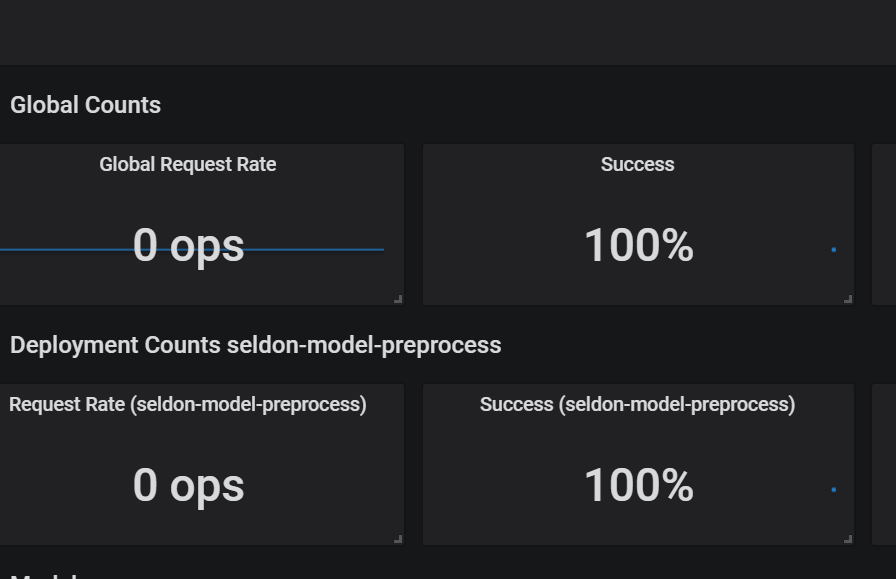 Global Counts
Global Request Rate
Success
0 ops
100%
Deployment Counts seldon-model-preprocess
Request Rate (seldon-model-preprocess)
Success (seldon-model-preprocess)
0 ops
100%